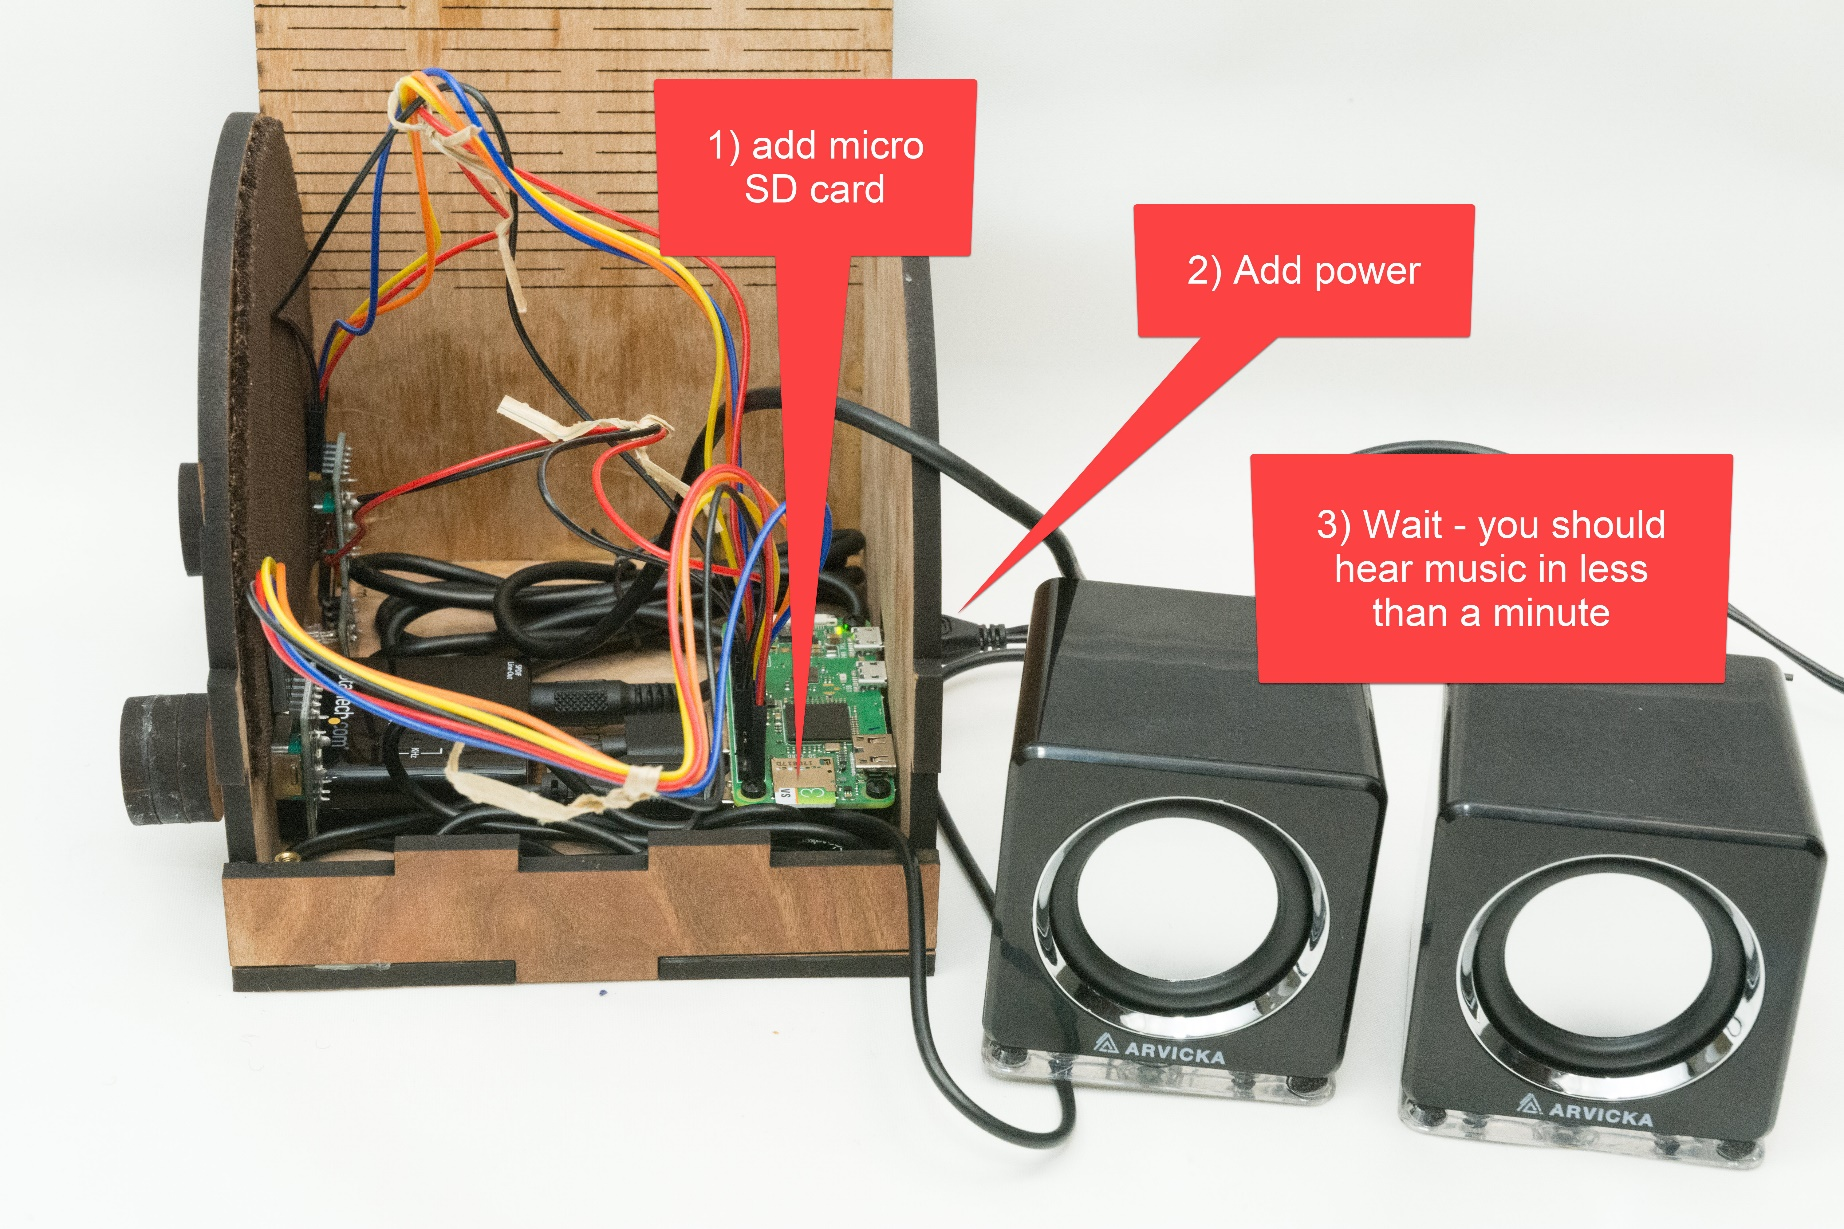 1) add micro
SD card
2) Add power
3) Wait - you should
hear music in less
than a minute
ARVICKA
ARVICKA